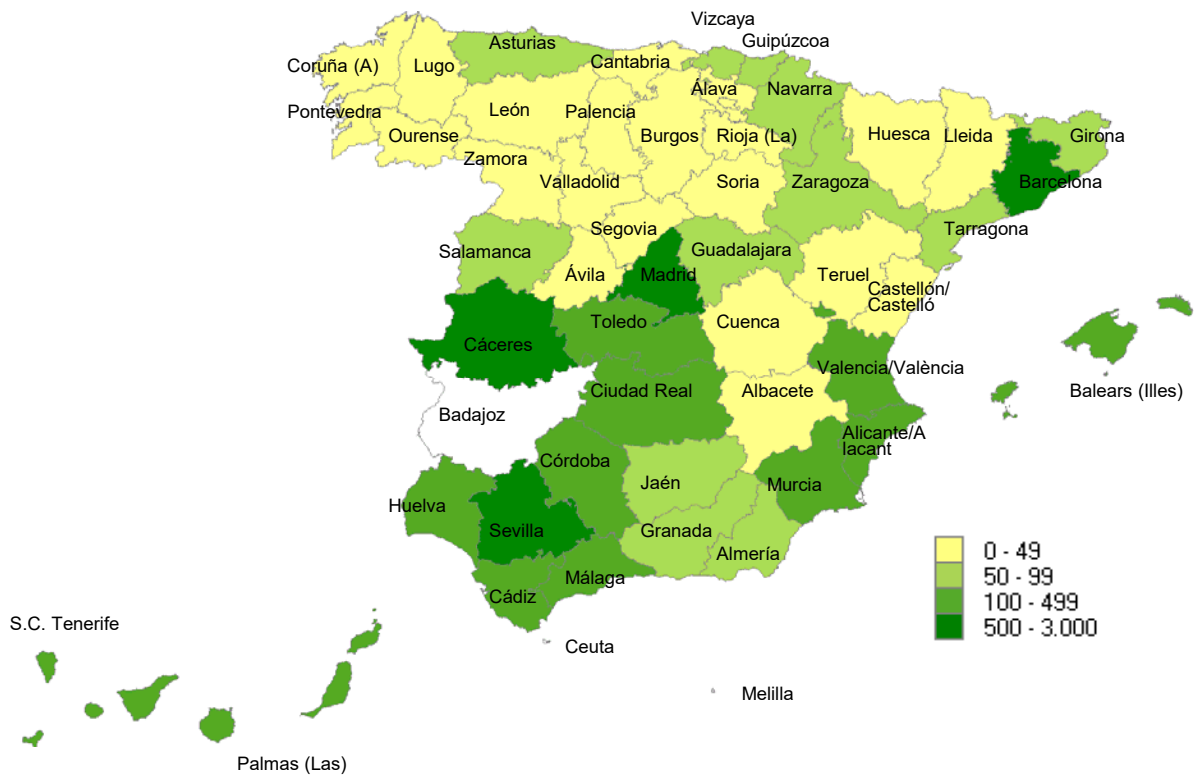 Vizcaya
Asturias
Guipúzcoa
Cantabria
Coruña (A)
Lugo
Álava
Navarra
Pontevedra
León
Palencia
Ourense
Burgos
Rioja (La)
Huesca
Lleida
Girona
Zamora
Valladolid
Soria
Zaragoza
Barcelona
Segovia
Tarragona
Salamanca
Guadalajara
Ávila
Madrid
Teruel
Castellón/
Castelló
Toledo
Cuenca
Cáceres
Valencia/València
Ciudad Real
Albacete
Balears (Illes)
Badajoz
Alicante/A
lacant
Córdoba
Jaén
Murcia
Huelva
Sevilla
Granada
Almería
0 - 49
50 - 99
100 - 499
500 - 3.000
Málaga
Cádiz
S.C. Tenerife
Ceuta
Melilla
Palmas (Las)